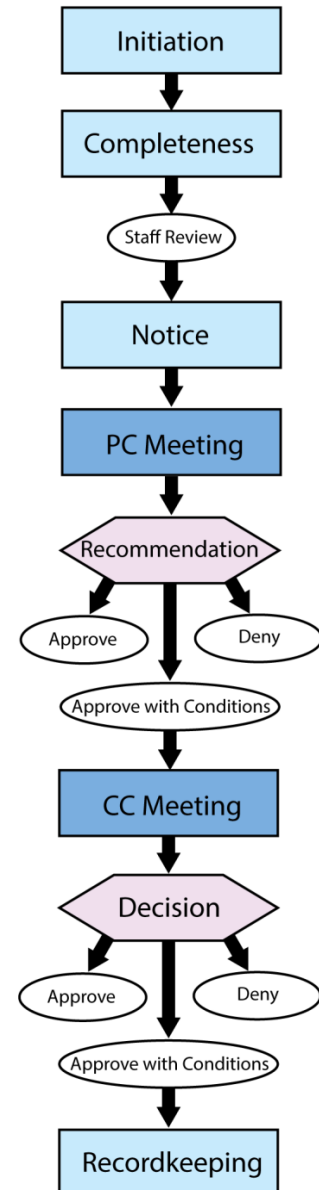 Initiation
Completeness
Staff Review
Notice
PC Meeting
Recommendation
Approve
Deny
Approve with Conditions
CC Meeting
Decision
Approve
Deny
Approve with Conditions
Recordkeeping